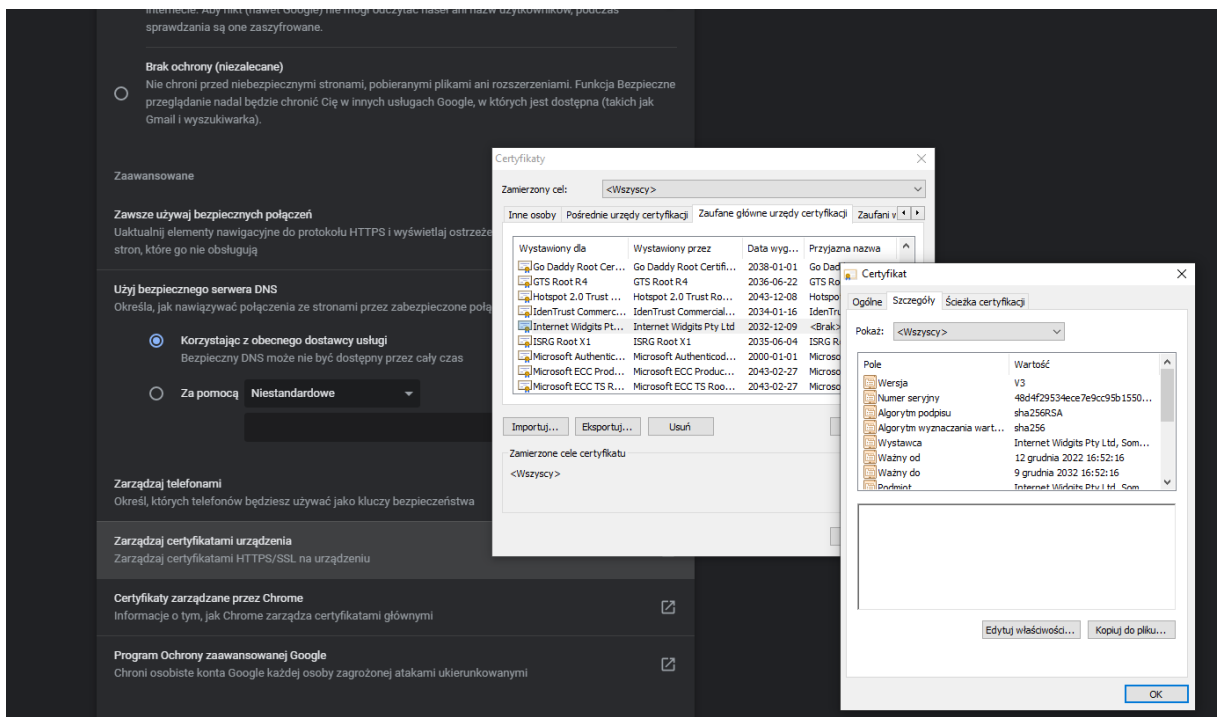 sprawdzania są one zaszyfrowane.
Brak ochrony (niezalecane)
Nie chroni przed niebezpiecznymi stronami, pobieranymi plikami ani rozszerzeniami. Funkcja Bezpieczne
przeglądanie nadal będzie chronić Cię w innych usługach Google, w których jest dostępna (takich jak
Gmail i wyszukiwarka).
Zaawansowane
Zawsze używaj bezpiecznych połączeń
Uaktualnij elementy nawigacyjne do protokołu HTTPS i wyświetlaj ostrzeże
stron, które go nie obsługują
Użyj bezpiecznego serwera DNS
Określa, jak nawiązywać połączenia ze stronami przez zabezpieczone połą
Korzystając z obecnego dostawcy usługi
Bezpieczny DNS może nie być dostępny przez cały czas
Za pomocą Niestandardowe
Zarządzaj telefonami
Określ, których telefonów będziesz używać jako kluczy bezpieczeństwa
Zarządzaj certyfikatami urządzenia
Zarządzaj certyfikatami HTTPS/SSL na urządzeniu
Certyfikaty zarządzane przez Chrome
Informacje o tym, jak Chrome zarządza certyfikatami głównymi
Program Ochrony zaawansowanej Google
Chroni osobiste konta Google każdej osoby zagrożonej atakami ukierunkowanymi
Certyfikaty
Zamierzony cel: <Wszyscy>
Inne osoby Pośrednie urzędy certyfikacji Zaufane główne urzędy certyfikacji Zaufani w
Wystawiony dla Wystawiony przez Data wyg... Przyjazna nazwa
Go Daddy Root Cer... Go Daddy Root Certifi... 2038-01-01 Go Dad
GTS Root R4 GTS Root R4 2036-06-22 GTS Ro
Hotspot 2.0 Trust ... Hotspot 2.0 Trust Ro... 2043-12-08 Hotspo
IdenTrust Commerc... IdenTrust Commercial... 2034-01-16 IdenTru
Internet Widgits Pt... Internet Widgits Pty Ltd 2032-12-09 <Brak>
ISRG Root X1 ISRG Root X1 2035-06-04 ISRG R
Microsoft Authentic... Microsoft Authenticod... 2000-01-01 Microso
Microsoft ECC Prod... Microsoft ECC Produc... 2043-02-27 Microso
Microsoft ECC TS R... Microsoft ECC TS Roo... 2043-02-27 Microso
Importuj... Eksportuj... Usuń
Zamierzone cele certyfikatu
<Wszyscy>
Certyfikat
Ogólne Szczegóły Ścieżka certyfikacji
Pokaż: <Wszyscy>
Pole Wartość
Wersja V3
Numer seryjny 48d4f29534ece7e9cc95b1550...
Algorytm podpisu sha256RSA
Algorytm wyznaczania wart... sha256
Wystawca Internet Widgits Pty Ltd, Som...
Ważny od 12 grudnia 2022 16:52:16
Ważny do 9 grudnia 2032 16:52:16
Podmiot Internet Widgits Pty Ltd, Som
Edytuj właściwości... Kopiuj do pliku...
OK